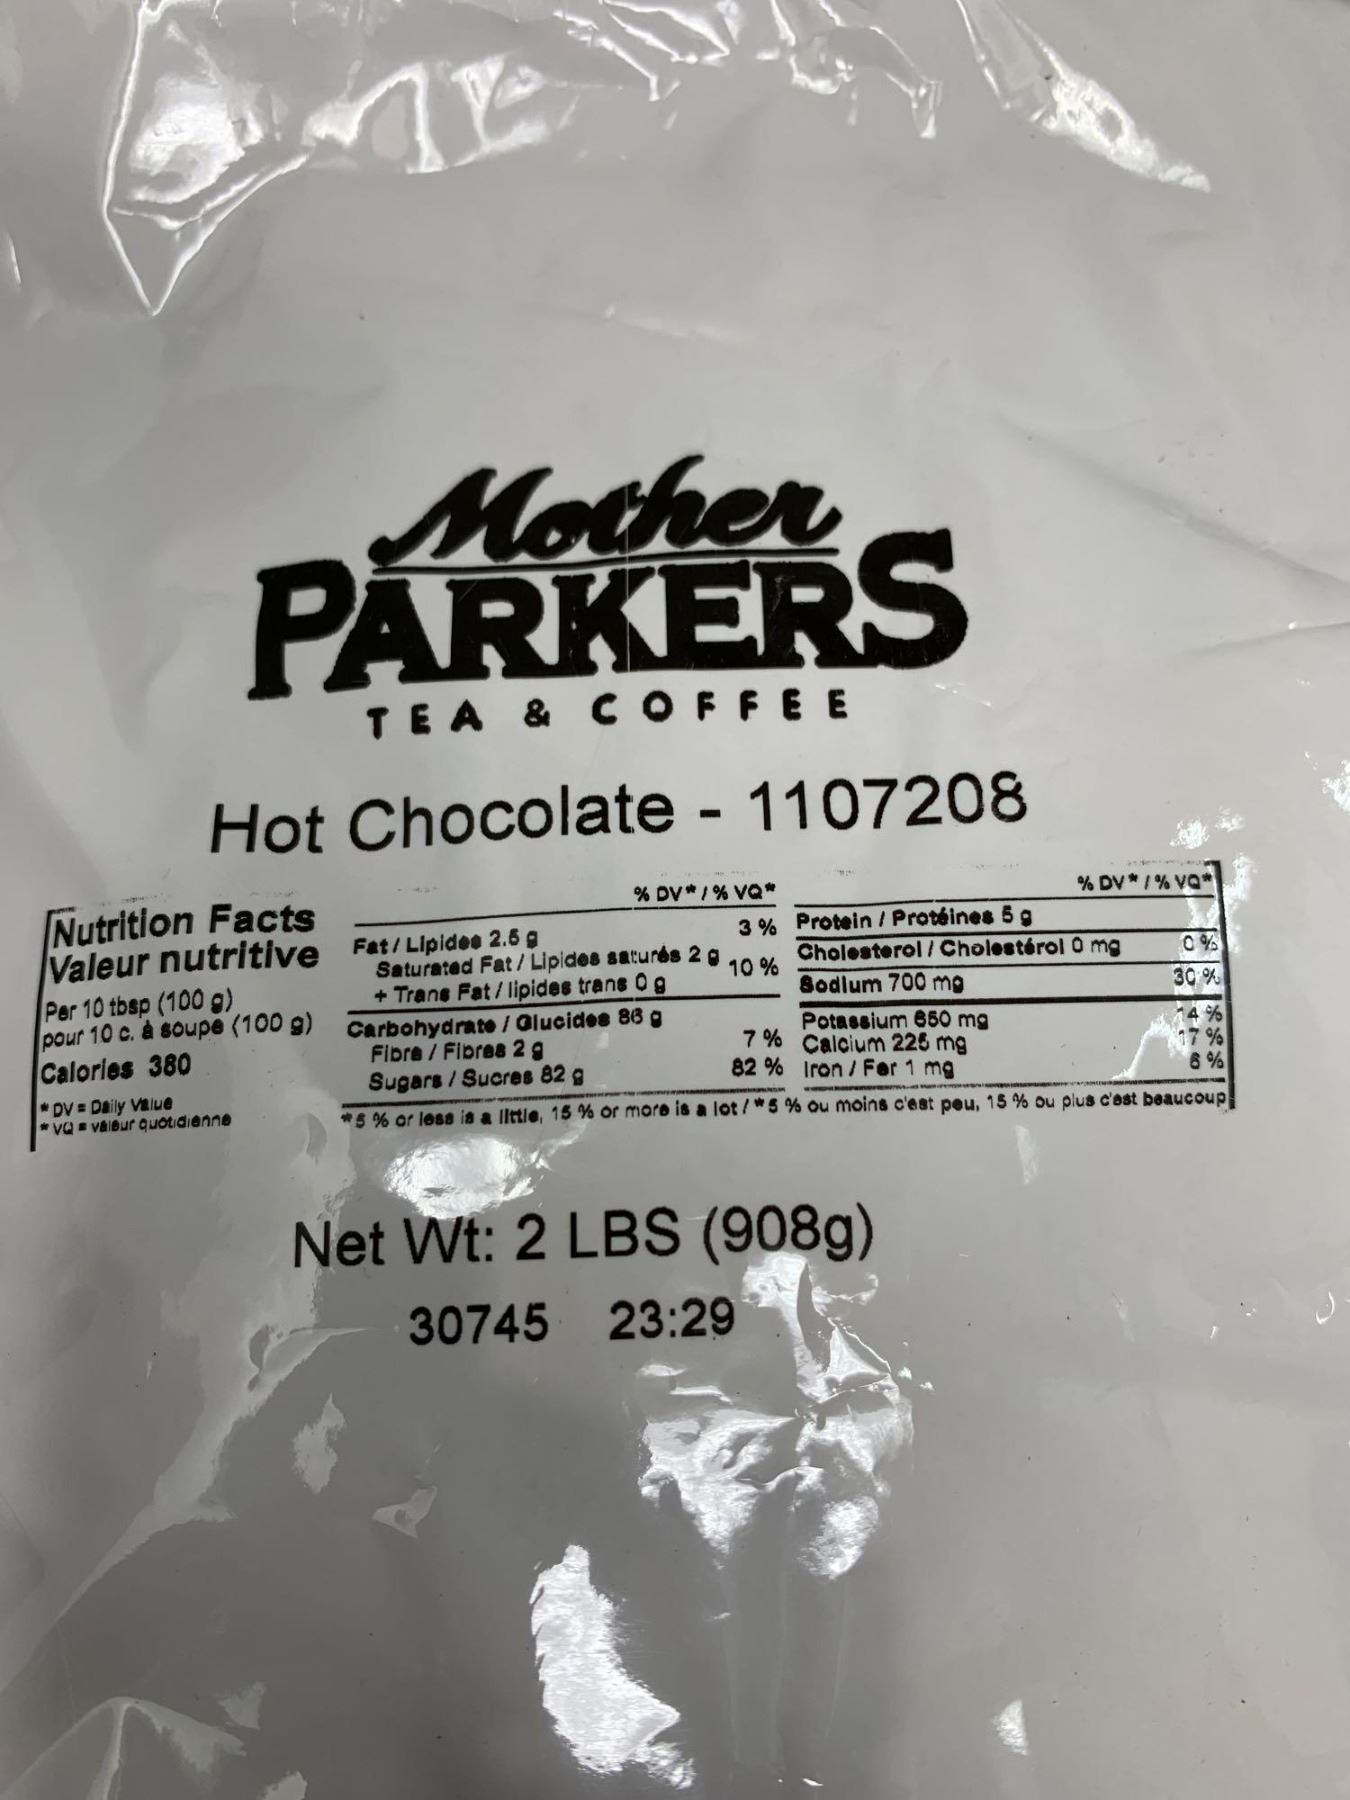 Mother
PARKERS
TEA & COFFEE
Hot Chocolate - 1107208
Nutrition Facts
Valeur nutritive
Per 10 tbsp (100 g)
pour 10 c. à soupe (100 g)
Calories 380
* DV = Daily Value
* VQ = valeur quotidienne
% DV* / % VQ*
Fat / Lipides 2.5 g 3 %
Saturated Fat / Lipides saturés 2 g
+ Trans Fat / lipides trans 0 g 10 %
Carbohydrate / Glucides 86 g
Fibre / Fibres 2 g 7 %
Sugars / Sucres 82 g 82 %
% DV* / % VQ*
Protein / Protéines 5 g
Cholesterol / Cholestérol 0 mg 0 %
Sodium 700 mg 30 %
Potassium 650 mg 14 %
Calcium 225 mg 17 %
Iron / Fer 1 mg 6 %
*5 % or less is a little, 15 % or more is a lot / *5 % ou moins c'est peu, 15 % ou plus c'est beaucoup
Net Wt: 2 LBS (908g)
30745 23:29